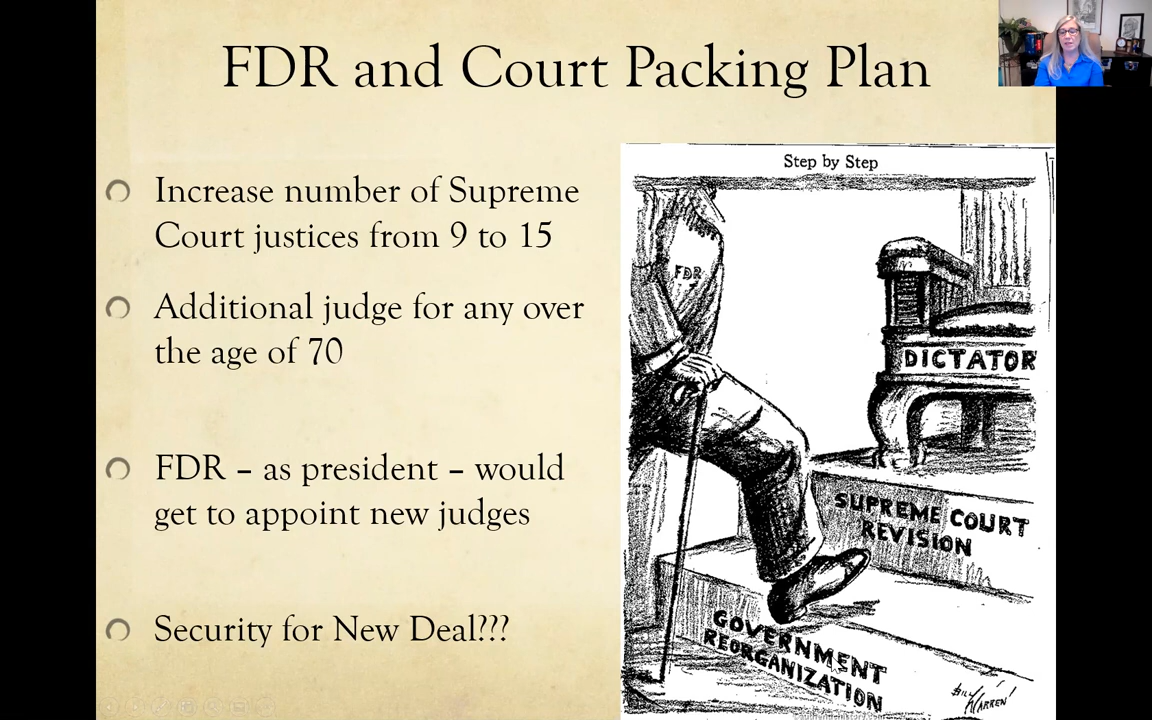 FDR and Court Packing Plan
Increase number of Supreme
Court justices from 9 to 15
Additional judge for any over
the age of 70
FDR – as president – would
get to appoint new judges
Security for New Deal???
Step by Step
FDR
DICTATOR
SUPREME COURT
REVISION
GOVERNMENT
REORGANIZATION
BILL WARREN